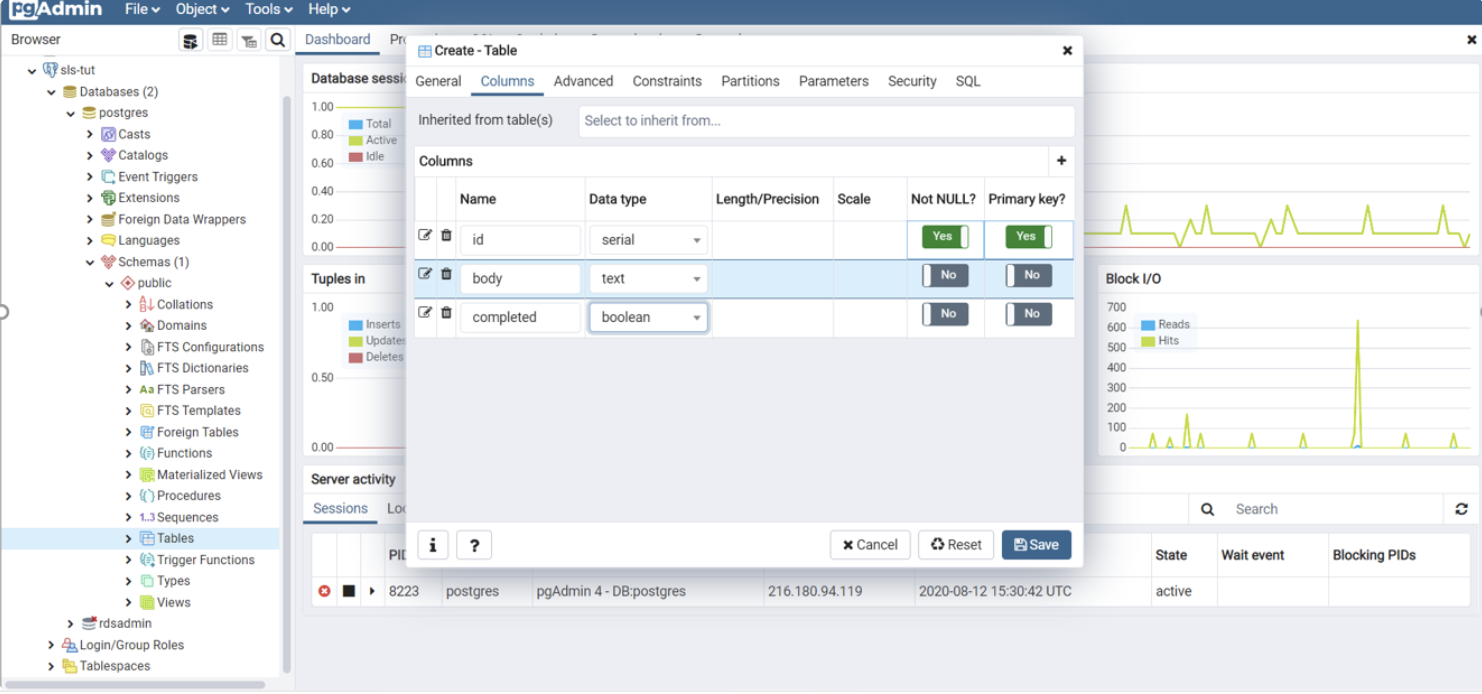 pgAdmin File Object Tools Help
Browser
Dashboard
sls-tut
Databases (2)
postgres
Casts
Catalogs
Event Triggers
Extensions
Foreign Data Wrappers
Languages
Schemas (1)
public
Collations
Domains
FTS Configurations
FTS Dictionaries
Aa FTS Parsers
FTS Templates
Foreign Tables
Functions
Materialized Views
Procedures
1..3 Sequences
Tables
Trigger Functions
Types
Views
rdsadmin
Login/Group Roles
Tablespaces
Database
1.00
0.80
0.60
0.40
0.20
0.00
Total
Active
Idle
Tuples in
1.00
0.50
0.00
Inserts
Updates
Deletes
Create - Table
General Columns Advanced Constraints Partitions Parameters Security SQL
Inherited from table(s) Select to inherit from...
Columns
Name Data type Length/Precision Scale Not NULL? Primary key?
id serial Yes Yes
body text No No
completed boolean No No
i ? Cancel Reset Save
Block I/O
700
600
500
400
300
200
100
0
Reads
Hits
Server activity
Sessions
Search
PID State Wait event Blocking PIDs
8223 postgres pgAdmin 4 - DB:postgres 216.180.94.119 2020-08-12 15:30:42 UTC active